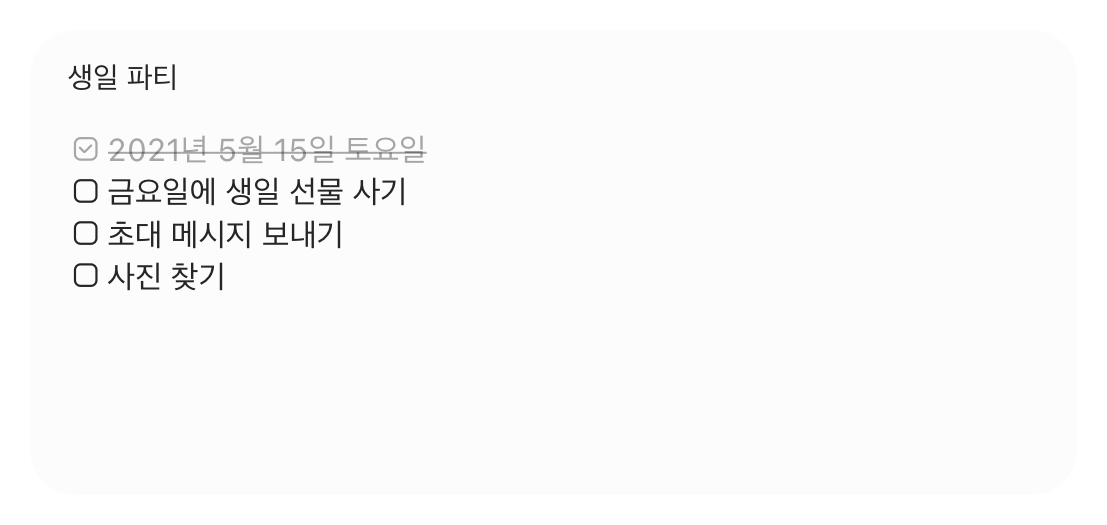 생일 파티
2021년 5월 15일 토요일
금요일에 생일 선물 사기
초대 메시지 보내기
사진 찾기